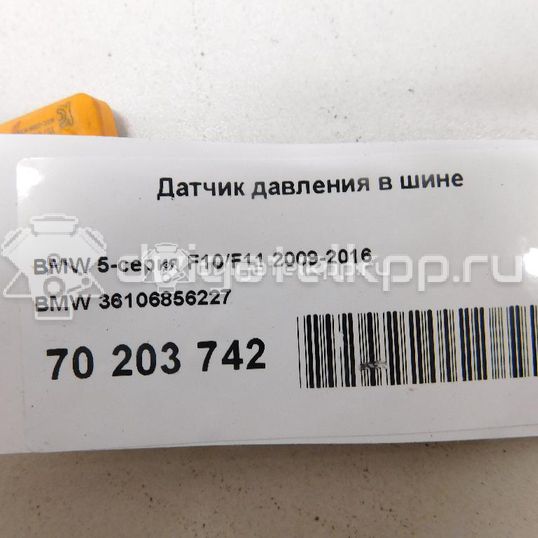 Датчик давления в шине
BMW 5-серия F10/F11 2009-2016
BMW 36106856227
70 203 742